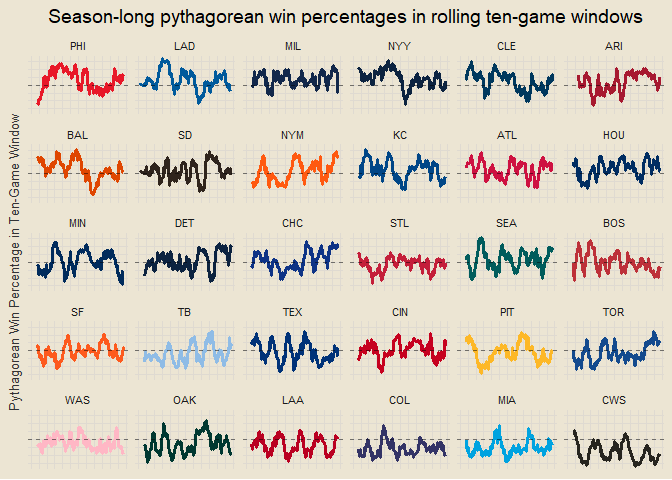 Season-long pythagorean win percentages in rolling ten-game windows
Pythagorean Win Percentage in Ten-Game Window
PHI LAD MIL NYY CLE ARI
BAL SD NYM KC ATL HOU
MIN DET CHC STL SEA BOS
SF TB TEX CIN PIT TOR
WAS OAK LAA COL MIA CWS